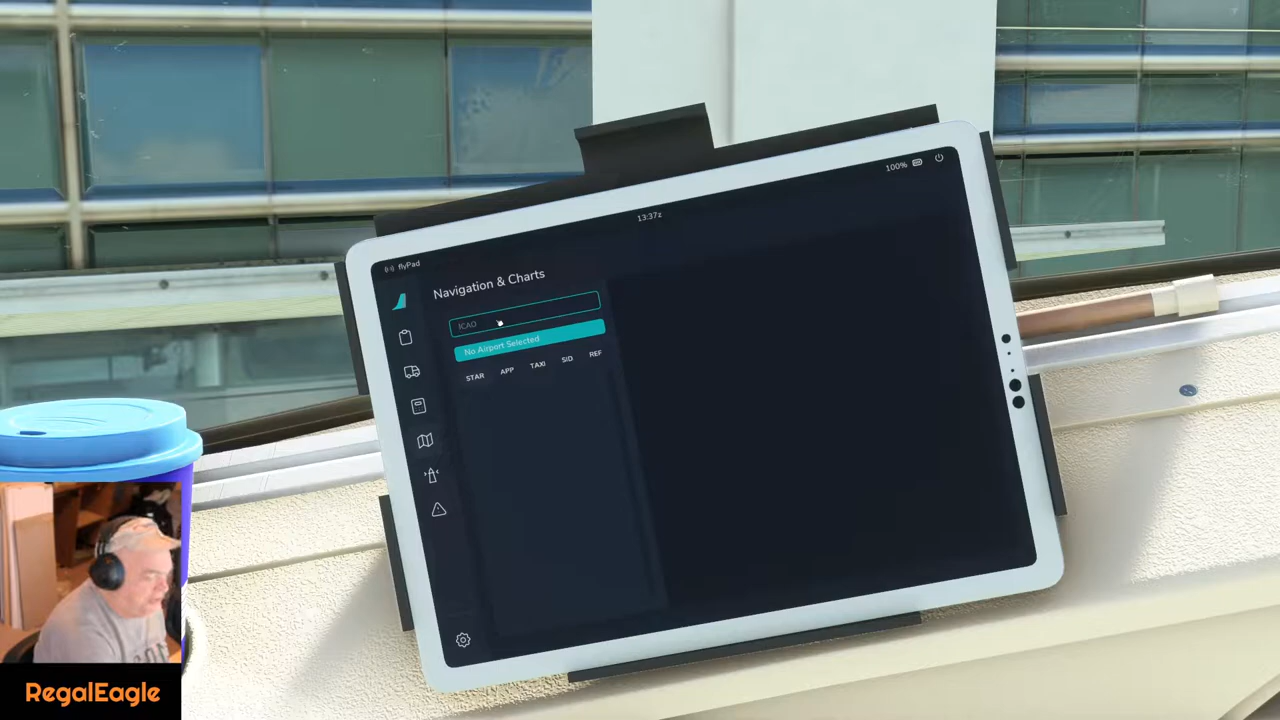 100%
13:37z
flyPad
Navigation & Charts
ICAO
No Airport Selected
STAR APP TAXI SID REF
RegalEagle